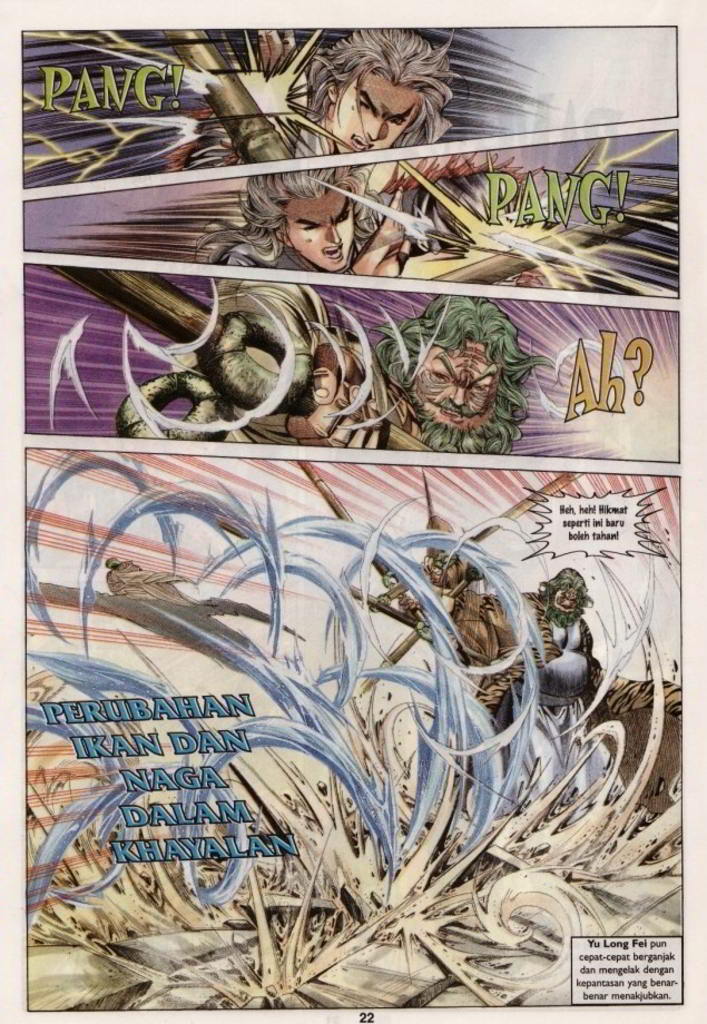 PANG!
PANG!
Ah?
Heh, heh! Hikmat
seperti ini baru
boleh tahan!
PERUBAHAN
IKAN DAN
NAGA
DALAM
KHAYALAN
Yu Long Fei pun
cepat-cepat berganjak
dan mengelak dengan
kepantasan yang benar-
benar menakjubkan.
22